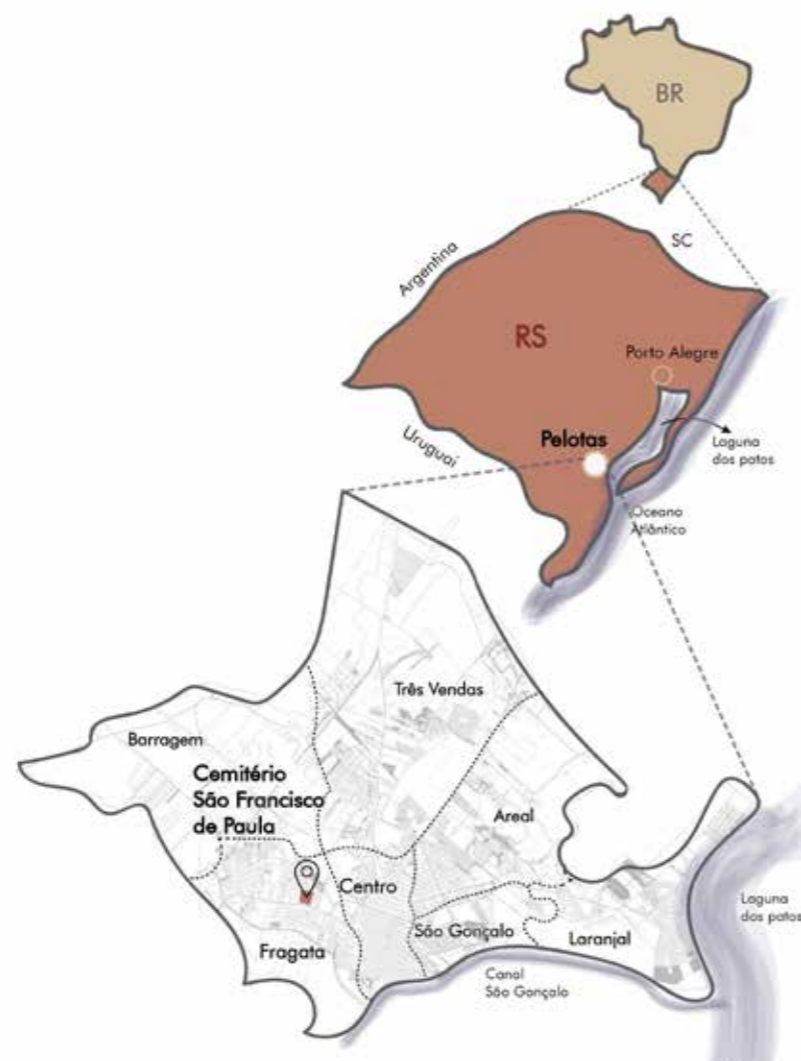 BR
SC
Argentina
RS
Porto Alegre
Uruguai
Pelotas
Laguna
dos patos
Oceano
Atlântico
Três Vendas
Barragem
Cemitério
São Francisco
de Paula
Areal
Centro
Laguna
dos patos
São Gonçalo
Laranjal
Fragata
Canal
São Gonçalo